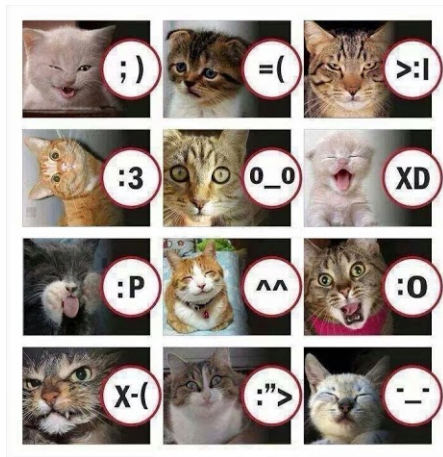 ;)
=(
>:|
:3
0_0
XD
:P
^^
:O
X-(
:”>
-_-